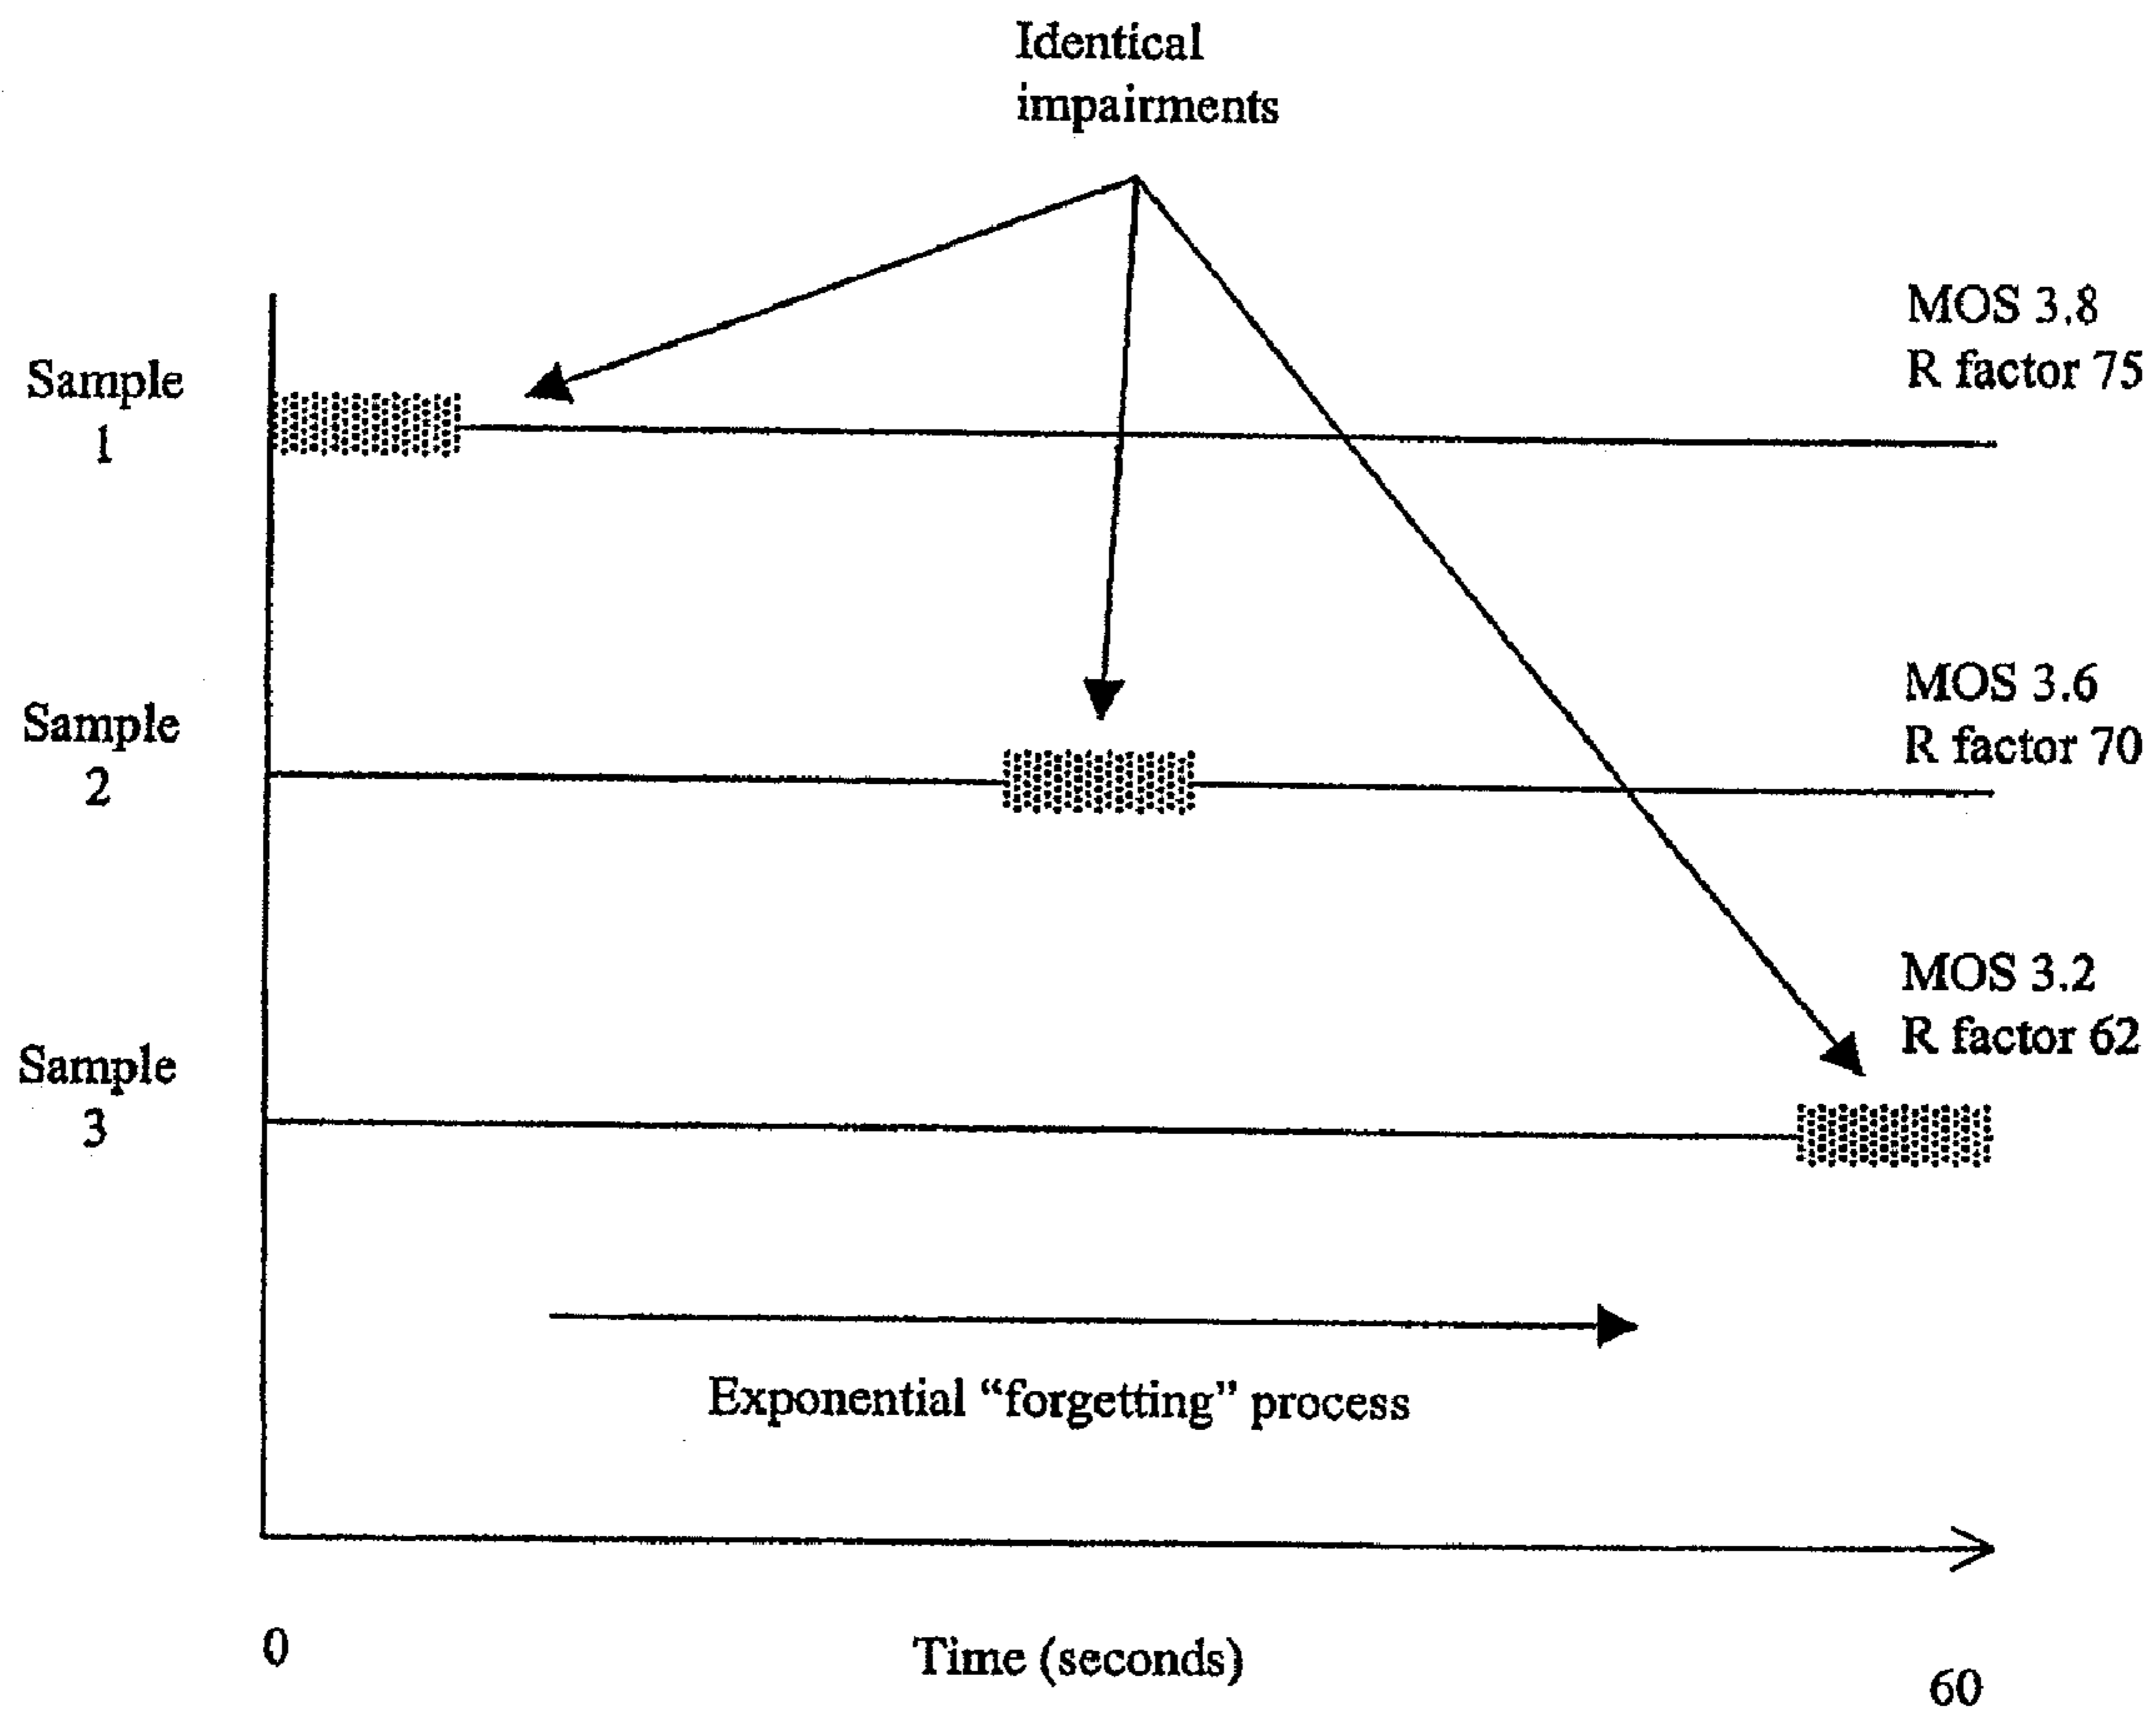 Identical
impairments
MOS 3.8
R factor 75
Sample
1
MOS 3.6
R factor 70
Sample
2
MOS 3.2
R factor 62
Sample
3
Exponential “forgetting” process
0
Time (seconds)
60